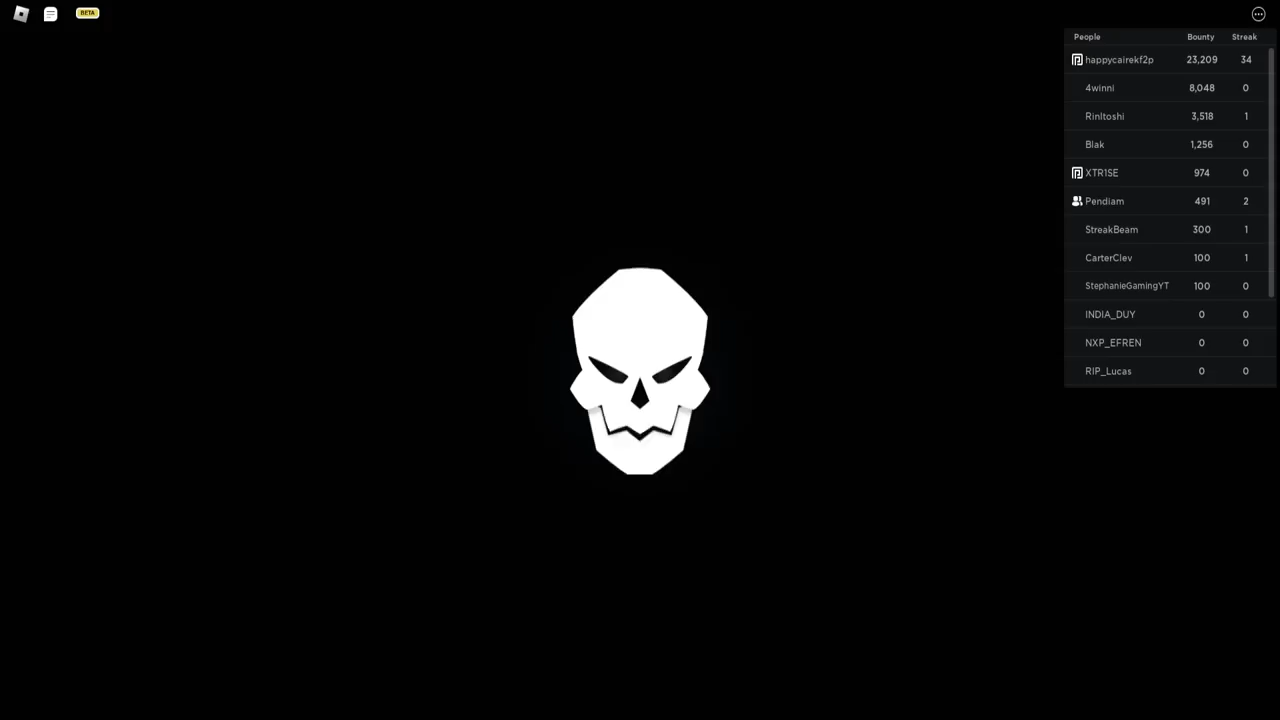 BETA
People Bounty Streak
happycairekf2p 23,209 34
4winni 8,048 0
RinItoshi 3,518 1
Blak 1,256 0
XTR1SE 974 0
Pendiam 491 2
StreakBeam 300 1
CarterClev 100 1
StephanieGamingYT 100 0
INDIA_DUY 0 0
NXP_EFREN 0 0
RIP_Lucas 0 0